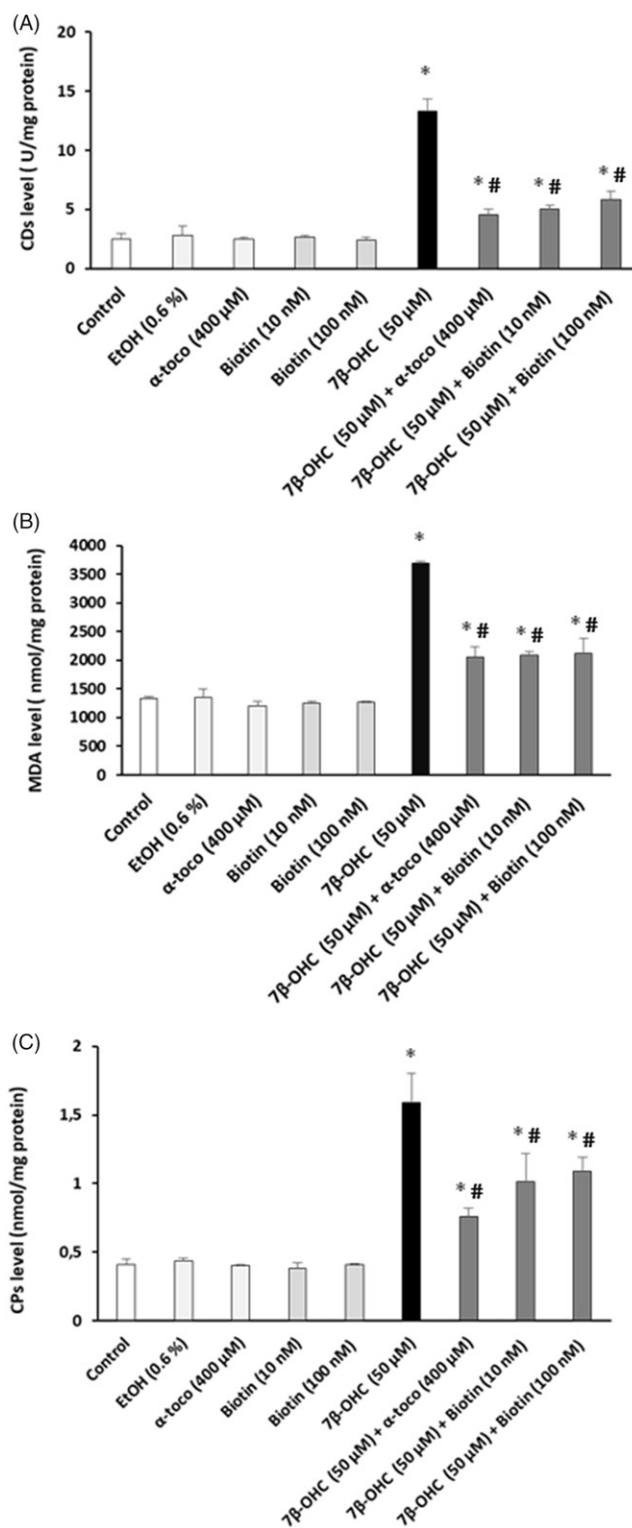 (A)
CDs level ( U/mg protein)
20
15
10
5
0
*
* #
* #
* #
Control
EtOH (0.6 %)
α-toco (400 μM)
Biotin (10 nM)
Biotin (100 nM)
7β-OHC (50 μM)
7β-OHC (50 μM) + α-toco (400 μM)
7β-OHC (50 μM) + Biotin (10 nM)
7β-OHC (50 μM) + Biotin (100 nM)
(B)
MDA level ( nmol/mg protein)
4000
3500
3000
2500
2000
1500
1000
500
0
*
* #
* #
* #
Control
EtOH (0.6 %)
α-toco (400 μM)
Biotin (10 nM)
Biotin (100 nM)
7β-OHC (50 μM)
7β-OHC (50 μM) + α-toco (400 μM)
7β-OHC (50 μM) + Biotin (10 nM)
7β-OHC (50 μM) + Biotin (100 nM)
(C)
CPs level (nmol/mg protein)
2
1,5
1
0,5
0
*
* #
* #
* #
Control
EtOH (0.6 %)
α-toco (400 μM)
Biotin (10 nM)
Biotin (100 nM)
7β-OHC (50 μM)
7β-OHC (50 μM) + α-toco (400 μM)
7β-OHC (50 μM) + Biotin (10 nM)
7β-OHC (50 μM) + Biotin (100 nM)